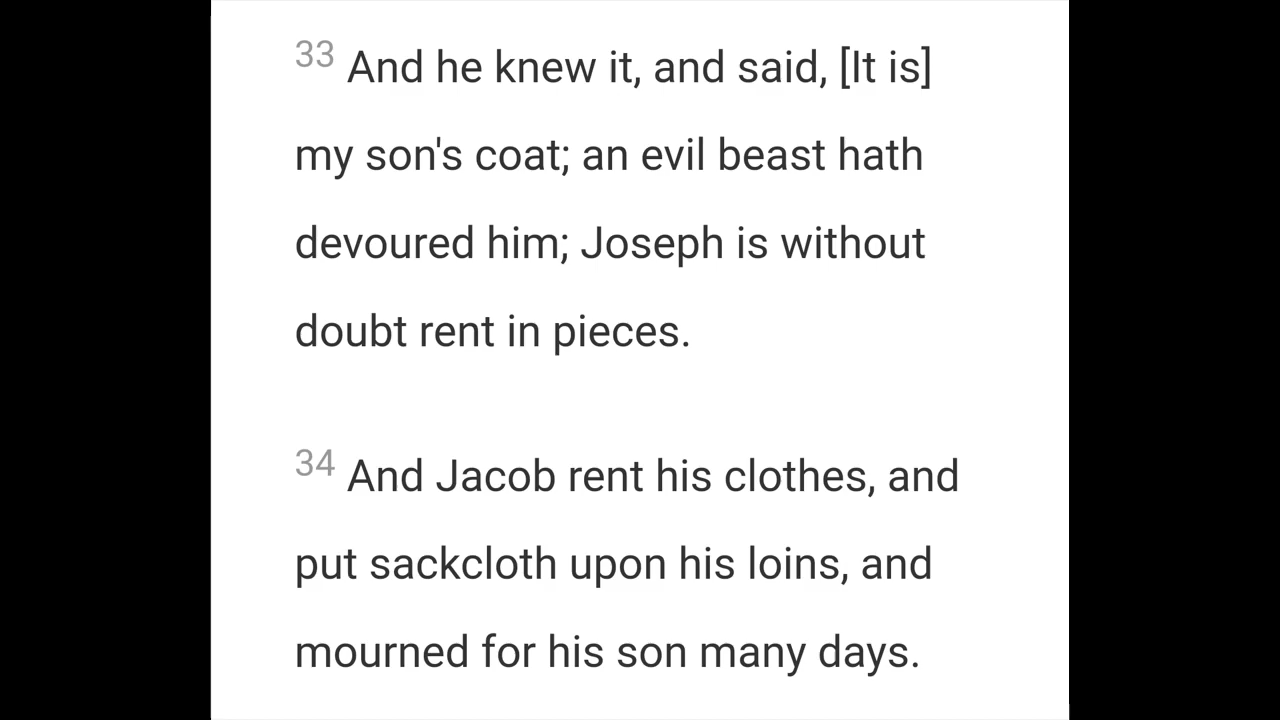 33 And he knew it, and said, [It is]
my son's coat; an evil beast hath
devoured him; Joseph is without
doubt rent in pieces.
34 And Jacob rent his clothes, and
put sackcloth upon his loins, and
mourned for his son many days.